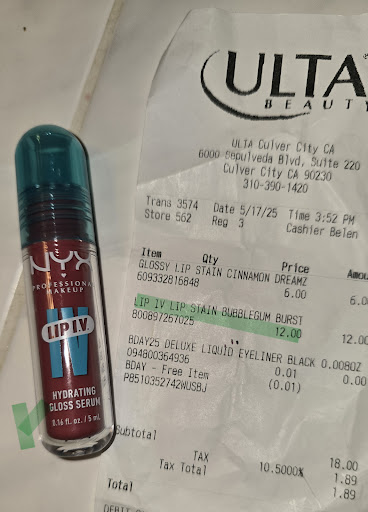 NYX
PROFESSIONAL
MAKEUP
LIP I.V.
IV
HYDRATING
GLOSS SERUM
0.16 fl. oz. / 5 mL
ULTA
BEAUTY
ULTA Culver City CA
6000 Sepulveda Blvd, Suite 220
Culver City CA 90230
310-390-1420
Trans 3574 Date 5/17/25 Time 3:52 PM
Store 562 Reg 3 Cashier Belen
Item Qty Price Amou
GLOSSY LIP STAIN CINNAMON DREAMZ
609332816848 6.00 6.00
LIP IV LIP STAIN BUBBLEGUM BURST
800897257025 12.00 12.00
BDAY25 DELUXE LIQUID EYELINER BLACK 0.008OZ
094600364936 0.01 0.00
BDAY - Free Item (0.01)
P8510352742WUSBJ
Subtotal 18.00
TAX 10.5000% 1.89
Tax Total 1.89
Total